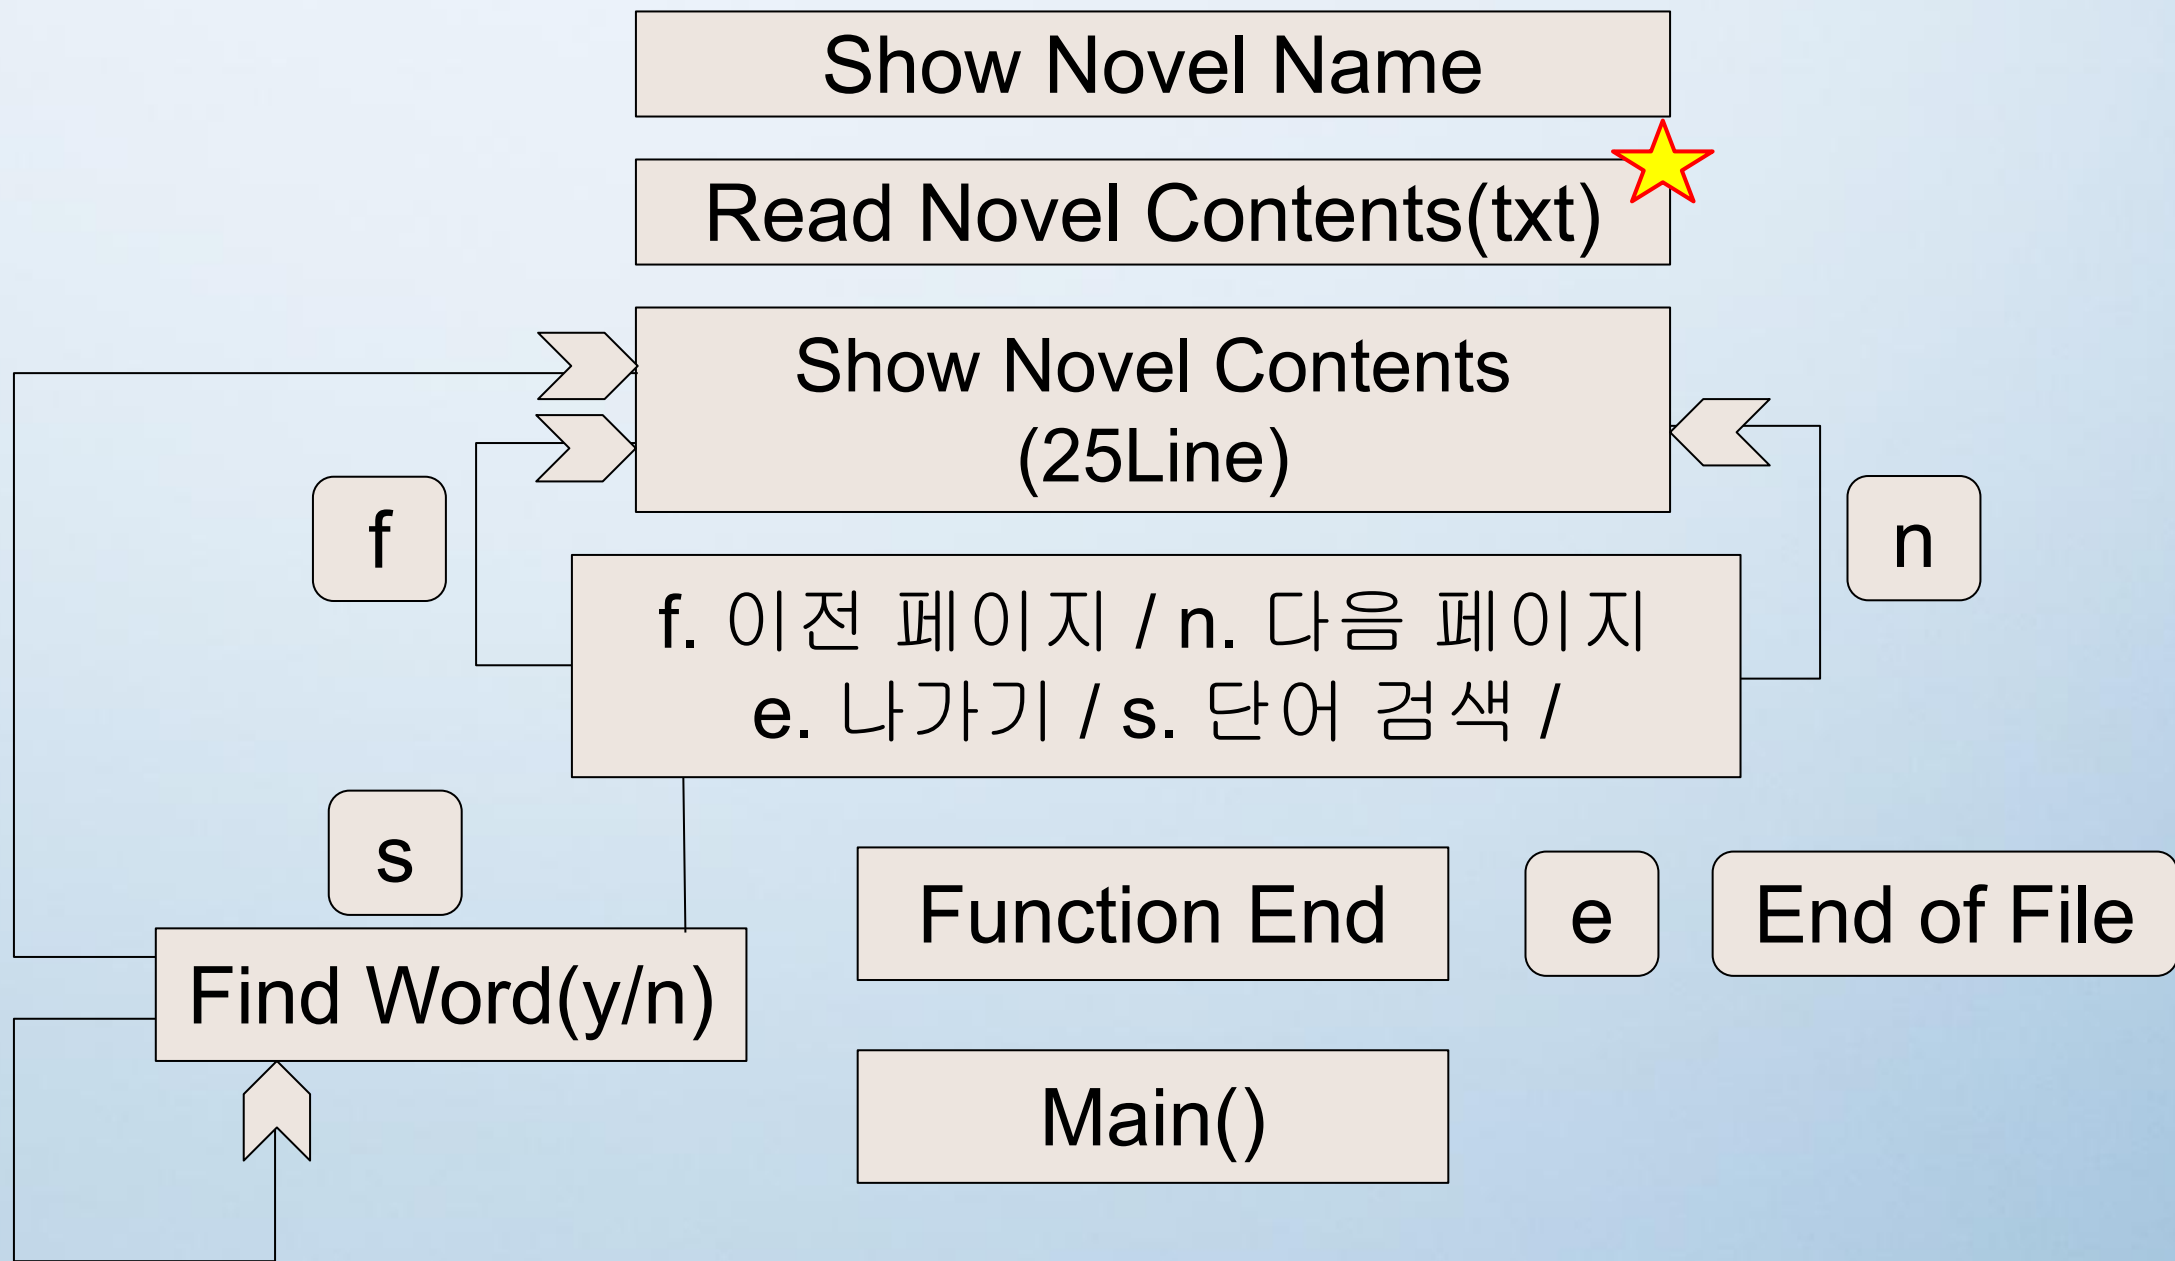 Show Novel Name
Read Novel Contents(txt)
Show Novel Contents
(25Line)
f
n
f. 이전 페이지 / n. 다음 페이지
e. 나가기 / s. 단어 검색 /
s
Function End
e
End of File
Find Word(y/n)
Main()